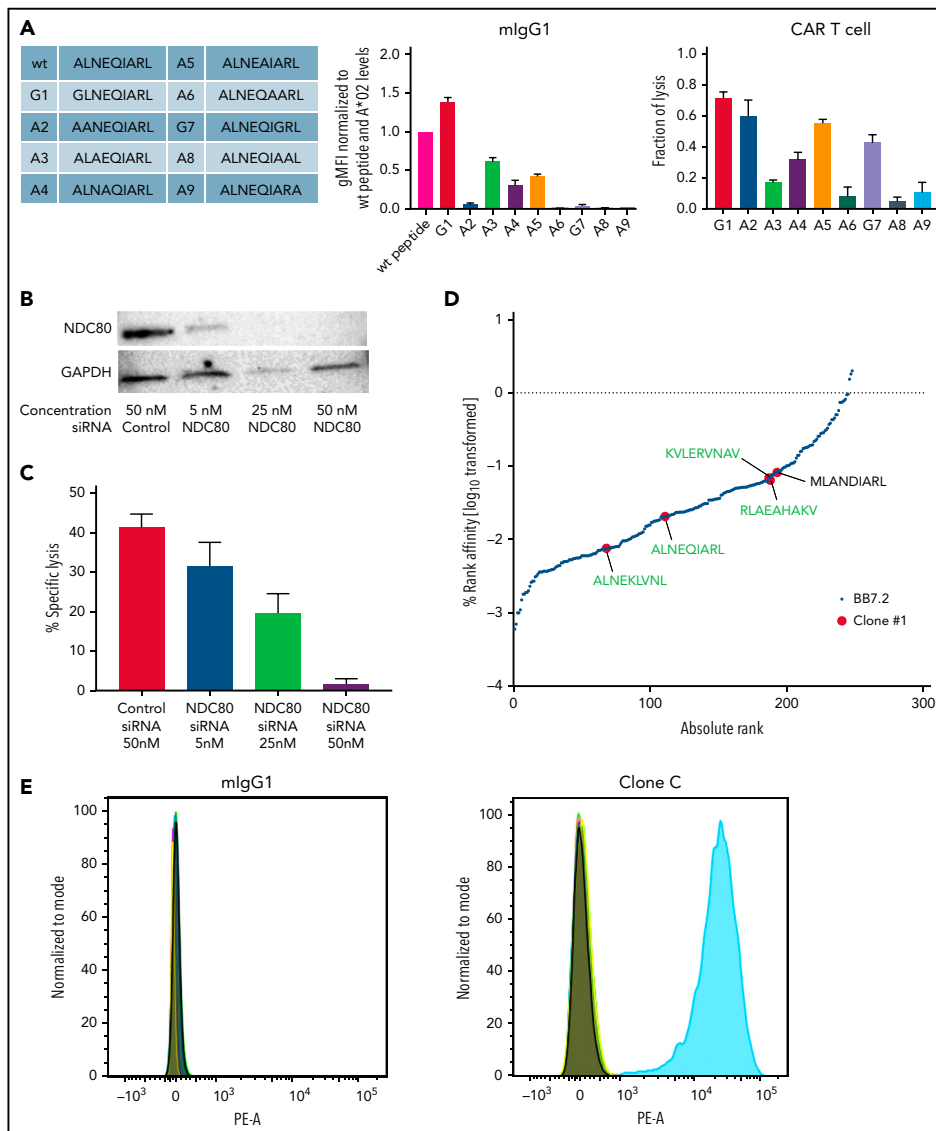 A
wt ALNEQIARL A5 ALNEAIARL
G1 GLNEQIARL A6 ALNEQAARL
A2 AANEQIARL G7 ALNEQIGRL
A3 ALAEQIARL A8 ALNEQIAAL
A4 ALNAQIARL A9 ALNEQIARA
mIgG1
gMFI normalized to
wt peptide and A*02 levels
2.0
1.5
1.0
0.5
0.0
wt peptide G1 A2 A3 A4 A5 A6 G7 A8 A9
CAR T cell
Fraction of lysis
0.8
0.6
0.4
0.2
0.0
G1 A2 A3 A4 A5 A6 G7 A8 A9
B
NDC80
GAPDH
Concentration 50 nM 5 nM 25 nM 50 nM
siRNA Control NDC80 NDC80 NDC80
C
% Specific lysis
50
40
30
20
10
0
Control siRNA 50nM
NDC80 siRNA 5nM
NDC80 siRNA 25nM
NDC80 siRNA 50nM
D
% Rank affinity [log10 transformed]
1
0
−1
−2
−3
−4
KVLERVNAV
MLANDIARL
RLAEAHAKV
ALNEQIARL
ALNEKLVNL
BB7.2
Clone #1
0 100 200 300
Absolute rank
E
mIgG1
Normalized to mode
100
80
60
40
20
0
−10³ 0 10³ 10⁴ 10⁵
PE-A
Clone C
Normalized to mode
100
80
60
40
20
0
−10³ 0 10³ 10⁴ 10⁵
PE-A